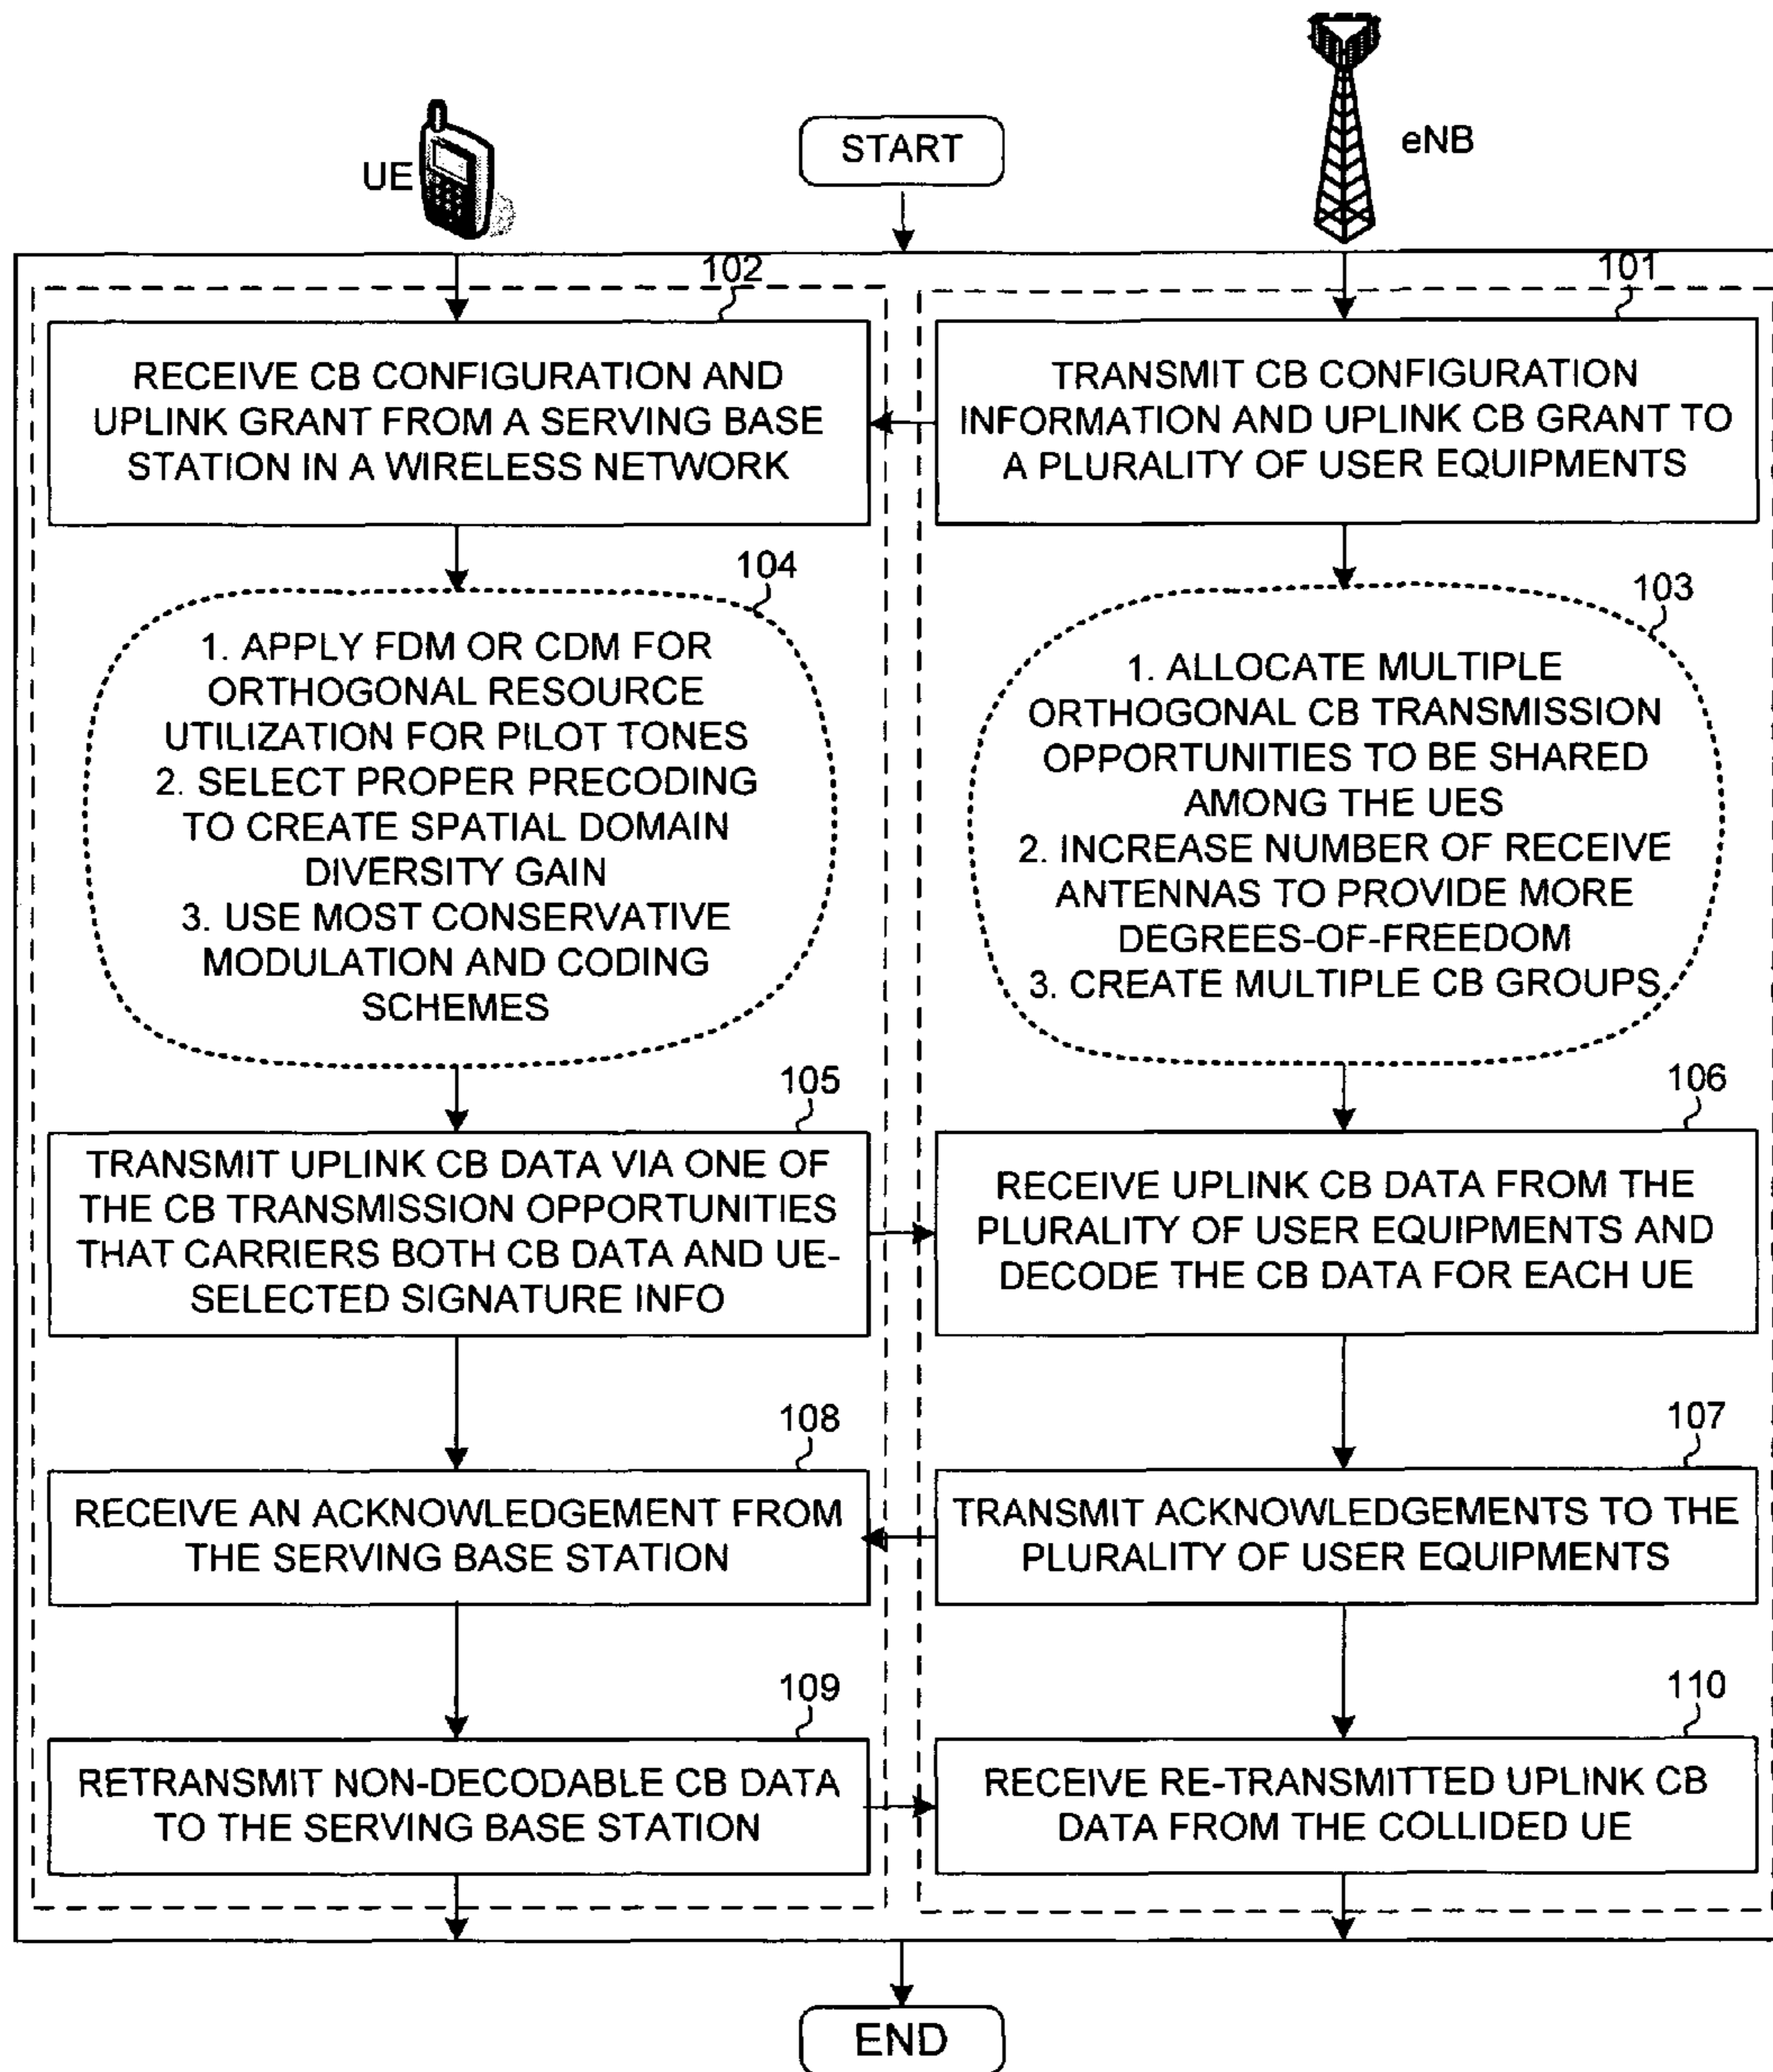 UE
START
eNB
102
RECEIVE CB CONFIGURATION AND
UPLINK GRANT FROM A SERVING BASE
STATION IN A WIRELESS NETWORK
101
TRANSMIT CB CONFIGURATION
INFORMATION AND UPLINK CB GRANT TO
A PLURALITY OF USER EQUIPMENTS
104
1. APPLY FDM OR CDM FOR
ORTHOGONAL RESOURCE
UTILIZATION FOR PILOT TONES
2. SELECT PROPER PRECODING
TO CREATE SPATIAL DOMAIN
DIVERSITY GAIN
3. USE MOST CONSERVATIVE
MODULATION AND CODING
SCHEMES
103
1. ALLOCATE MULTIPLE
ORTHOGONAL CB TRANSMISSION
OPPORTUNITIES TO BE SHARED
AMONG THE UES
2. INCREASE NUMBER OF RECEIVE
ANTENNAS TO PROVIDE MORE
DEGREES-OF-FREEDOM
3. CREATE MULTIPLE CB GROUPS
105
TRANSMIT UPLINK CB DATA VIA ONE OF
THE CB TRANSMISSION OPPORTUNITIES
THAT CARRIERS BOTH CB DATA AND UE-
SELECTED SIGNATURE INFO
106
RECEIVE UPLINK CB DATA FROM THE
PLURALITY OF USER EQUIPMENTS AND
DECODE THE CB DATA FOR EACH UE
108
RECEIVE AN ACKNOWLEDGEMENT FROM
THE SERVING BASE STATION
107
TRANSMIT ACKNOWLEDGEMENTS TO THE
PLURALITY OF USER EQUIPMENTS
109
RETRANSMIT NON-DECODABLE CB DATA
TO THE SERVING BASE STATION
110
RECEIVE RE-TRANSMITTED UPLINK CB
DATA FROM THE COLLIDED UE
END